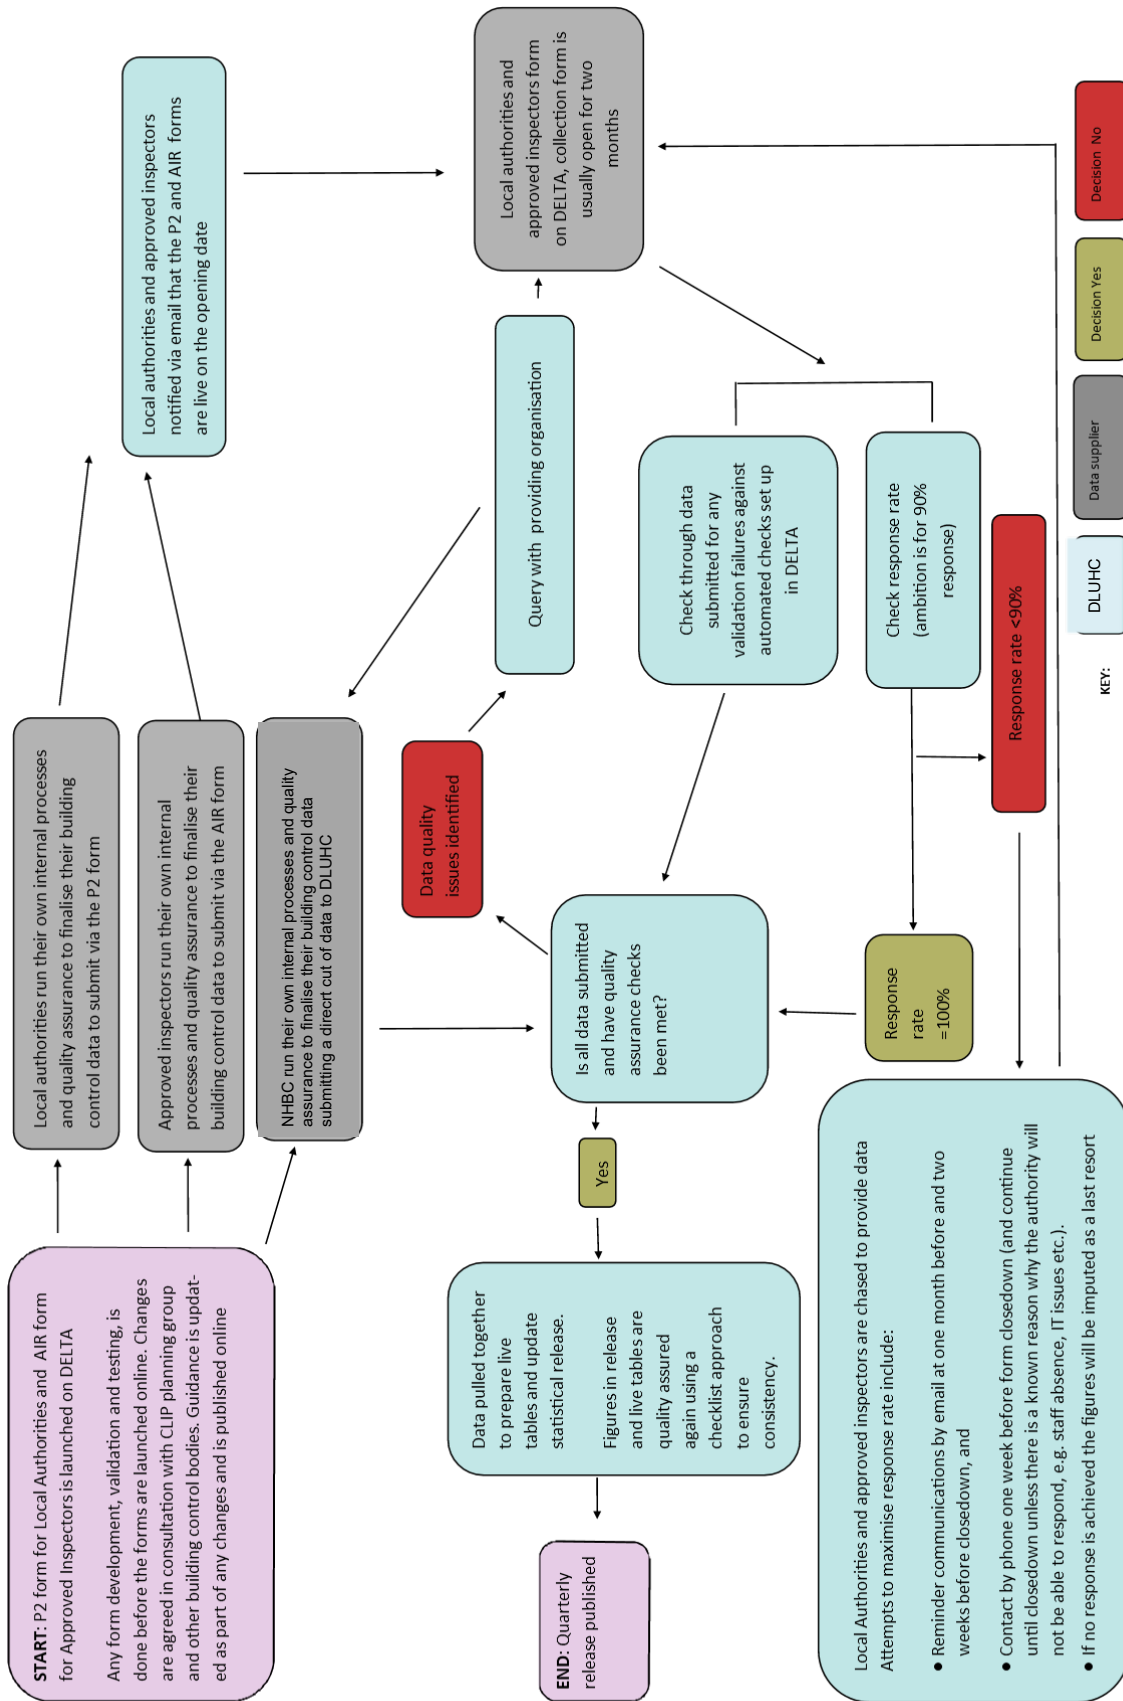 START: P2 form for Local Authorities and AIR form
for Approved Inspectors is launched on DELTA
Any form development, validation and testing, is
done before the forms are launched online. Changes
are agreed in consultation with CLIP planning group
and other building control bodies. Guidance is updat-
ed as part of any changes and is published online
Local authorities run their own internal processes
and quality assurance to finalise their building
control data to submit via the P2 form
Approved inspectors run their own internal
processes and quality assurance to finalise their
building control data to submit via the AIR form
NHBC run their own internal processes and quality
assurance to finalise their building control data
submitting a direcrt cut of data to DLUHC
Local authorities and approved inspectors
notified via email that the P2 and AIR forms
are live on the opening date
Local authorities and
approved inspectors form
on DELTA, collection form is
usually open for two
months
Query with providing organisation
Data quality
issues identified
Check through data
submitted for any
validation failures against
automated checks set up
in DELTA
Check response rate
(ambition is for 90%
response)
Response rate <90%
Response
rate
=100%
Is all data submitted
and have quality
assurance checks
been met?
Yes
Data pulled together
to prepare live
tables and update
statistical release.
Figures in release
and live tables are
quality assured
again using a
checklist approach
to ensure
consistency.
END: Quarterly
release published
Local Authorities and approved inspectors are chased to provide data
Attempts to maximise response rate include:
● Reminder communications by email at one month before and two
weeks before closedown, and
● Contact by phone one week before form closedown (and continue
until closedown unless there is a known reason why the authority will
not be able to respond, e.g. staff absence, IT issues etc.).
● If no response is achieved the figures will be imputed as a last resort
KEY:
DLUHC
Data supplier
Decision Yes
Decision No